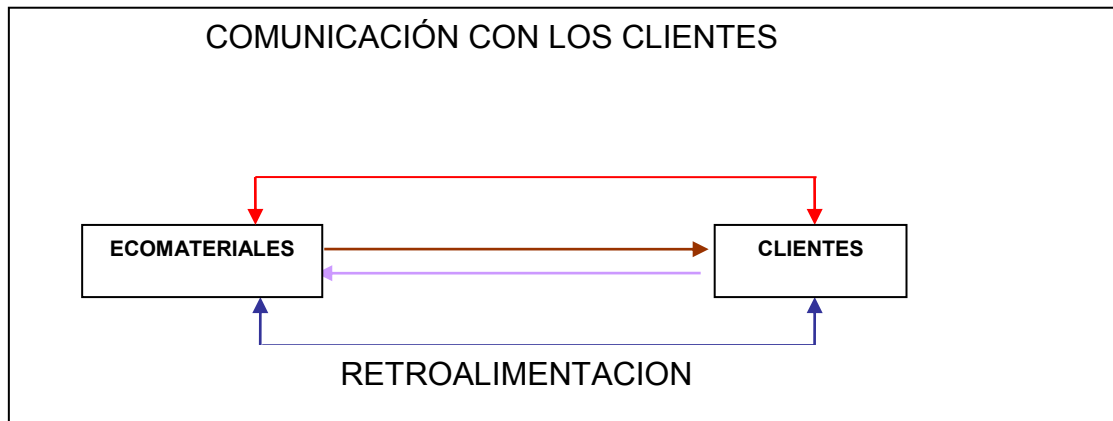 COMUNICACIÓN CON LOS CLIENTES
ECOMATERIALES
CLIENTES
RETROALIMENTACION